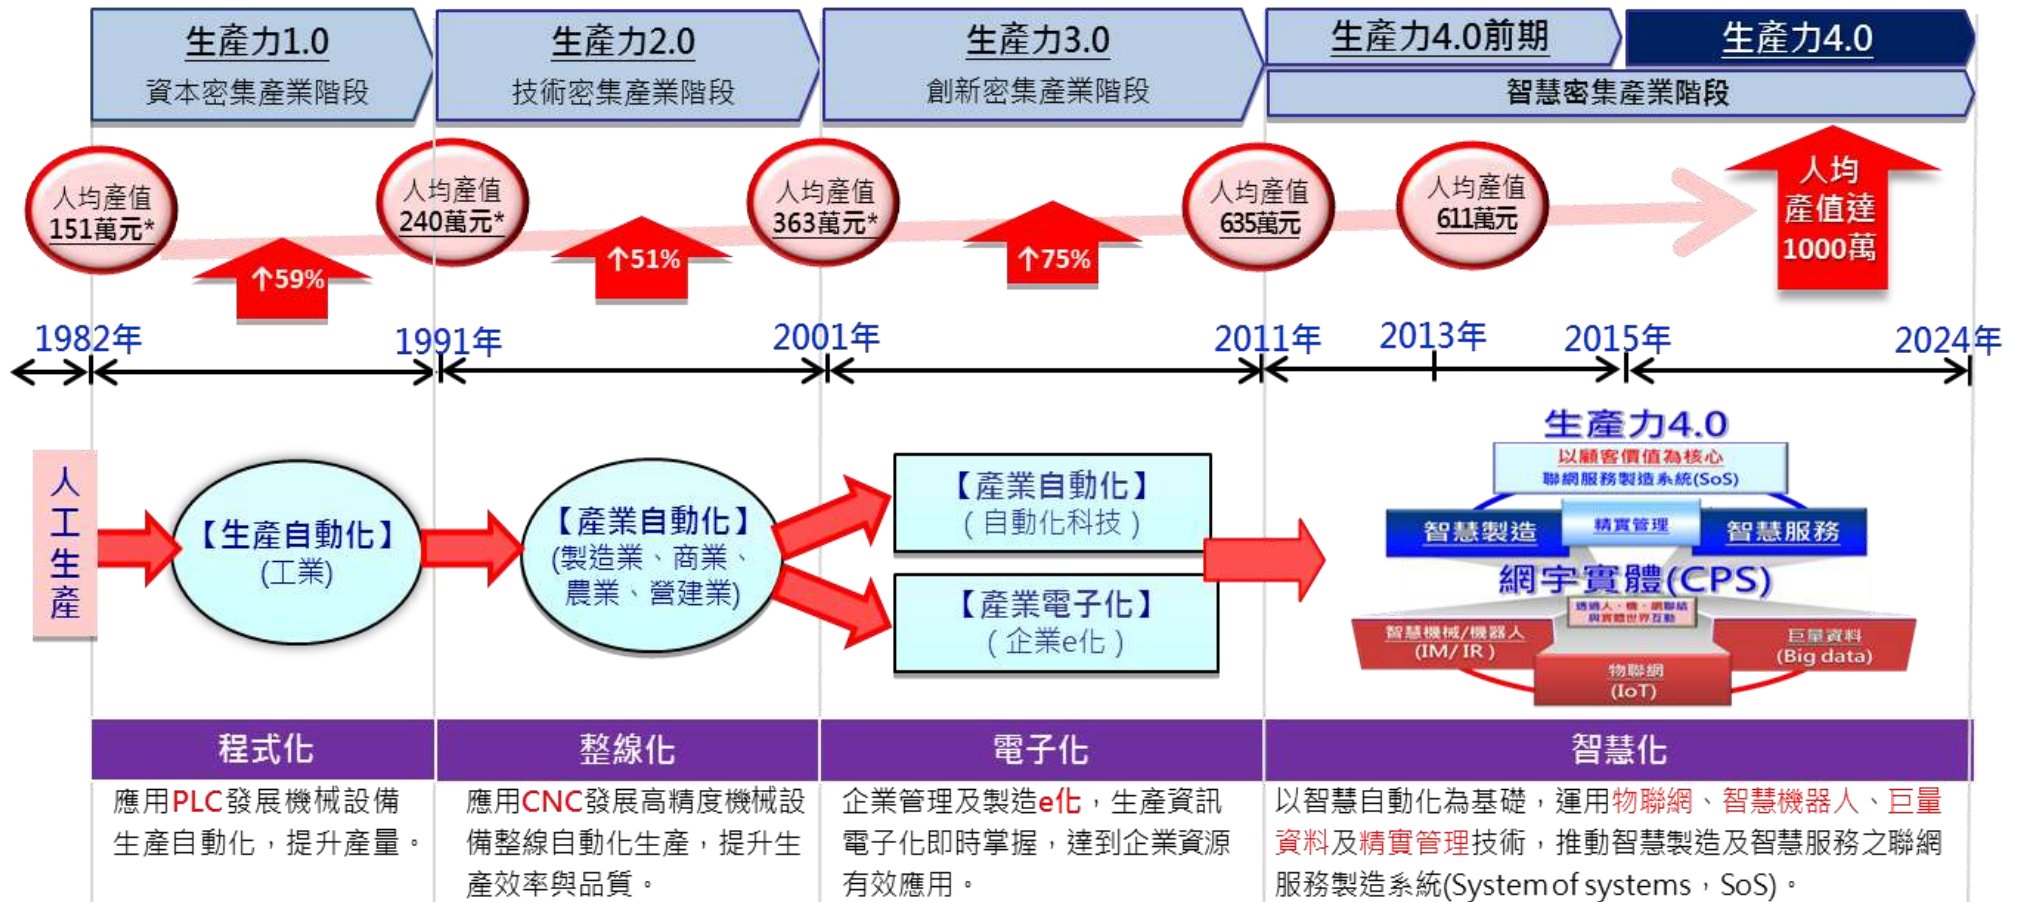 生產力1.0
資本密集產業階段
生產力2.0
技術密集產業階段
生產力3.0
創新密集產業階段
生產力4.0前期
生產力4.0
智慧密集產業階段
人均產值
151萬元*
人均產值
240萬元*
人均產值
363萬元*
人均產值
635萬元
人均產值
611萬元
人均
產值達
1000萬
↑59%
↑51%
↑75%
1982年
1991年
2001年
2011年
2013年
2015年
2024年
人工生產
【生產自動化】
(工業)
【產業自動化】
(製造業、商業、
農業、營建業)
【產業自動化】
(自動化科技)
【產業電子化】
(企業e化)
生產力4.0
以顧客價值為核心
聯網服務製造系統(SoS)
智慧製造
精實管理
智慧服務
網宇實體(CPS)
透過人、機、網聯結
與實體世界互動
智慧機械/機器人
(IM/ IR )
物聯網
(IoT)
巨量資料
(Big data)
程式化
整線化
電子化
智慧化
應用PLC發展機械設備
生產自動化，提升產量。
應用CNC發展高精度機械設
備整線自動化生產，提升生
產效率與品質。
企業管理及製造e化，生產資訊
電子化即時掌握，達到企業資源
有效應用。
以智慧自動化為基礎，運用物聯網、智慧機器人、巨量
資料及精實管理技術，推動智慧製造及智慧服務之聯網
服務製造系統(System of systems，SoS)。